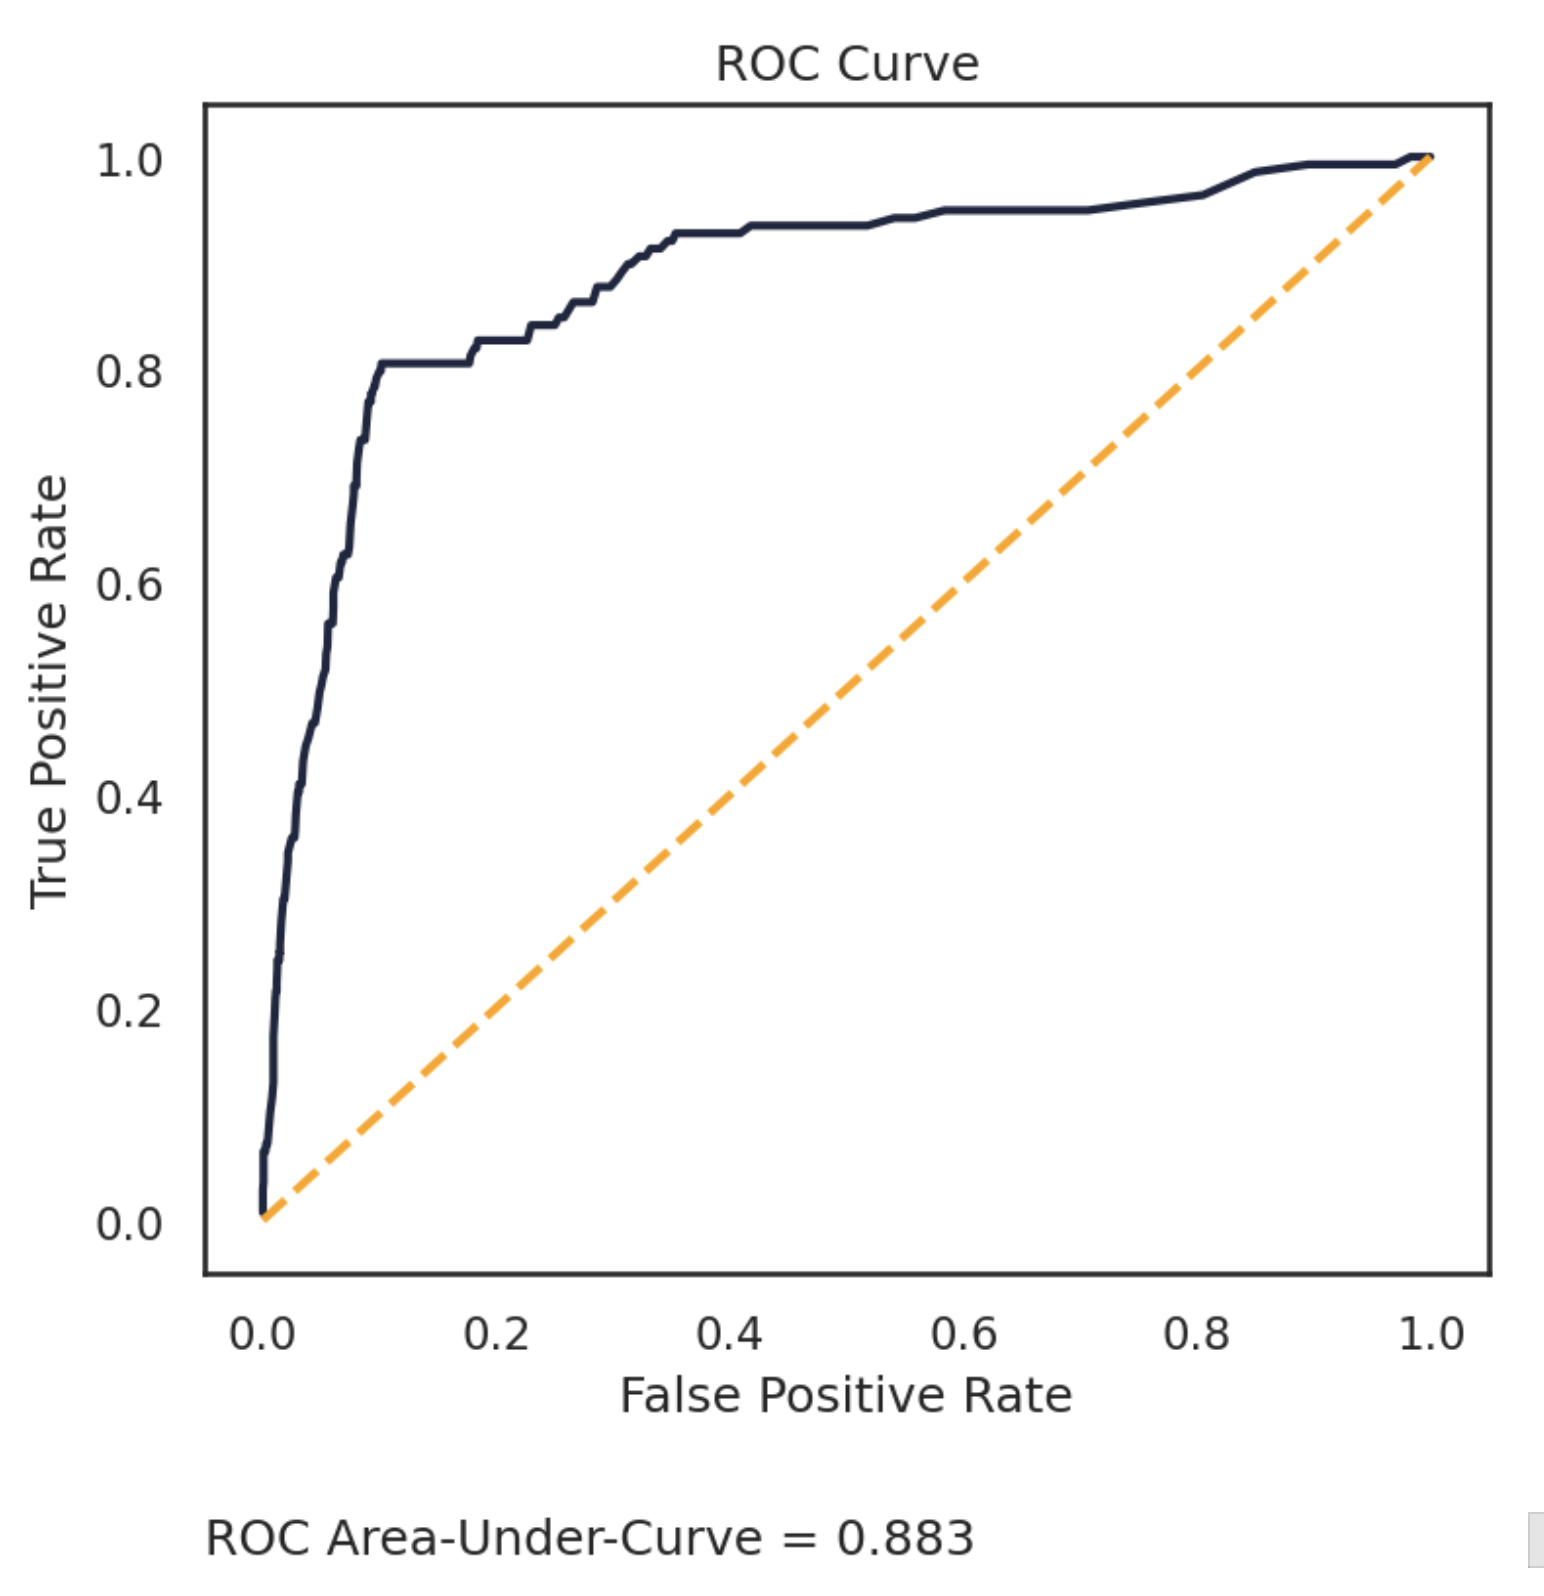 ROC Curve
True Positive Rate
1.0
0.8
0.6
0.4
0.2
0.0
0.0 0.2 0.4 0.6 0.8 1.0
False Positive Rate
ROC Area-Under-Curve = 0.883